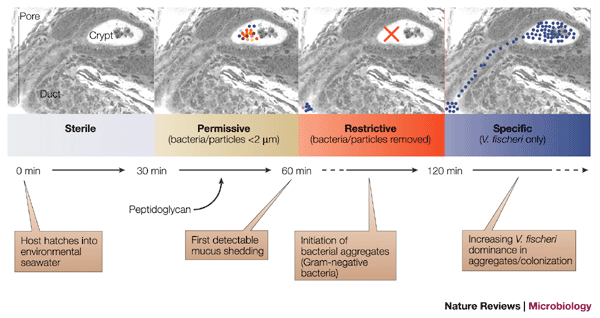 Pore
Crypt
Duct
Sterile
Permissive
(bacteria/particles <2 μm)
Restrictive
(bacteria/particles removed)
Specific
(V. fischeri only)
0 min
30 min
60 min
120 min
Peptidoglycan
Host hatches into
environmental
seawater
First detectable
mucus shedding
Initiation of
bacterial aggregates
(Gram-negative
bacteria)
Increasing V. fischeri
dominance in
aggregates/colonization
Nature Reviews | Microbiology